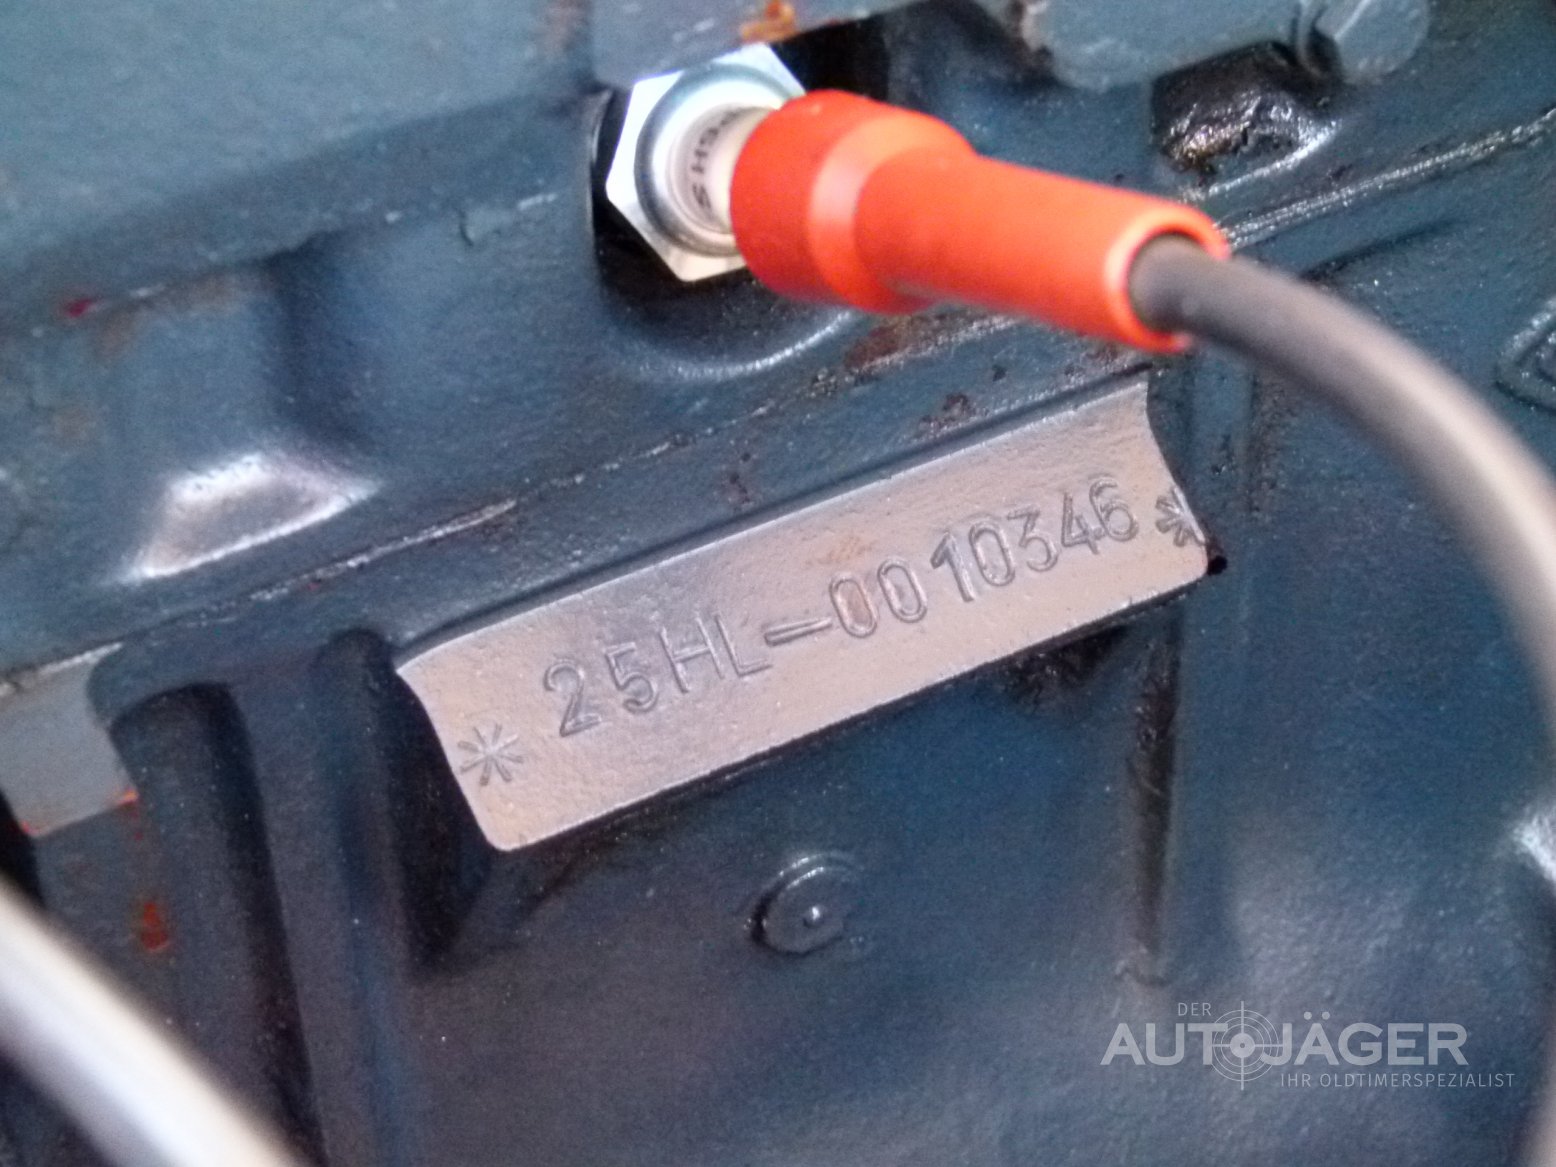 * 25HL-0010346 *
DER
AUTOJÄGER
IHR OLDTIMERSPEZIALIST